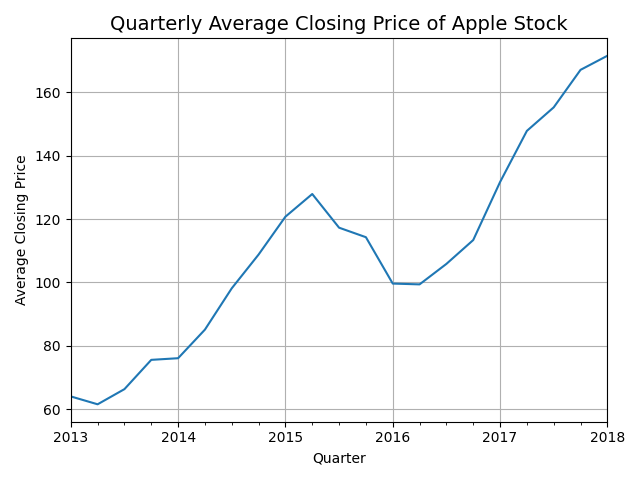 Quarterly Average Closing Price of Apple Stock
Average Closing Price
160
140
120
100
80
60
2013 2014 2015 2016 2017 2018
Quarter